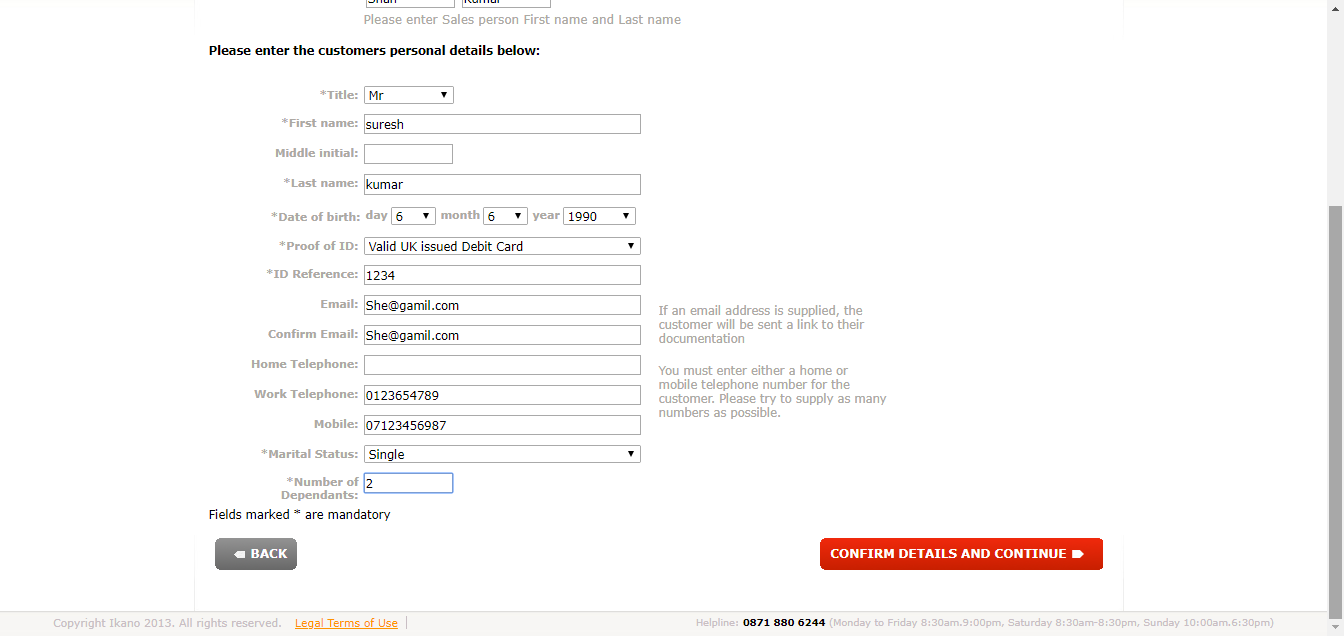 Shan Kumar
Please enter Sales person First name and Last name
Please enter the customers personal details below:
*Title: Mr
*First name: suresh
Middle initial:
*Last name: kumar
*Date of birth: day 6 month 6 year 1990
*Proof of ID: Valid UK issued Debit Card
*ID Reference: 1234
Email: She@gamil.com
If an email address is supplied, the
customer will be sent a link to their
documentation
Confirm Email: She@gamil.com
Home Telephone:
You must enter either a home or
mobile telephone number for the
customer. Please try to supply as many
numbers as possible.
Work Telephone: 0123654789
Mobile: 07123456987
*Marital Status: Single
*Number of
Dependants: 2
Fields marked * are mandatory
BACK
CONFIRM DETAILS AND CONTINUE
Copyright Ikano 2013. All rights reserved. Legal Terms of Use
Helpline: 0871 880 6244 (Monday to Friday 8:30am.9:00pm, Saturday 8:30am-8:30pm, Sunday 10:00am.6:30pm)